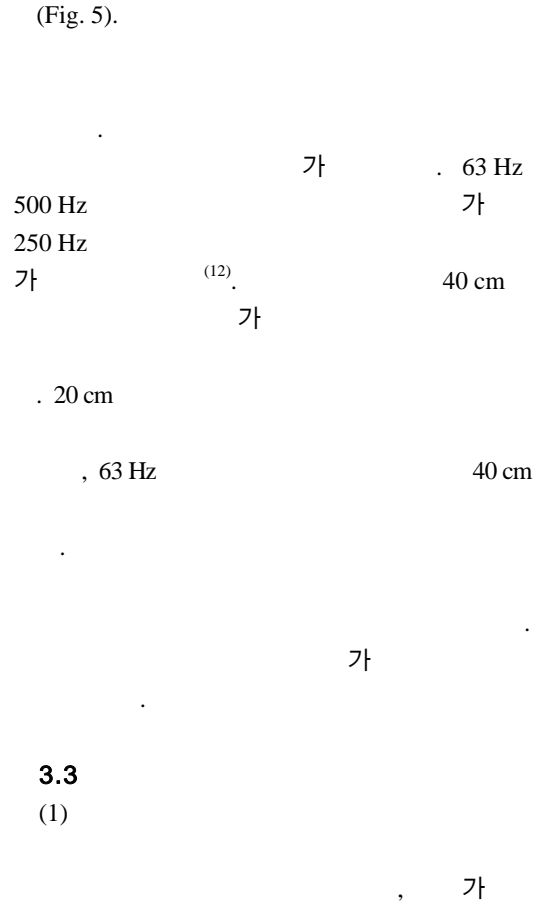 (Fig. 5).
.
가 . 63 Hz
500 Hz 가
250 Hz
가 (12). 40 cm
가
. 20 cm
, 63 Hz 40 cm
.
.
가
.
3.3
(1)
, 가